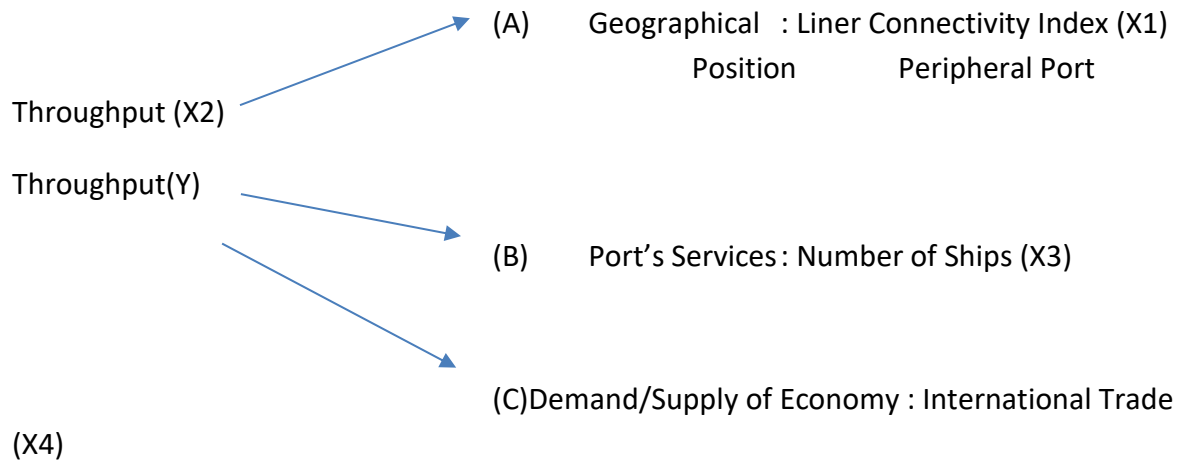 (A) Geographical : Liner Connectivity Index (X1)
Position Peripheral Port
Throughput (X2)
Throughput(Y)
(B) Port’s Services : Number of Ships (X3)
(C)Demand/Supply of Economy : International Trade
(X4)